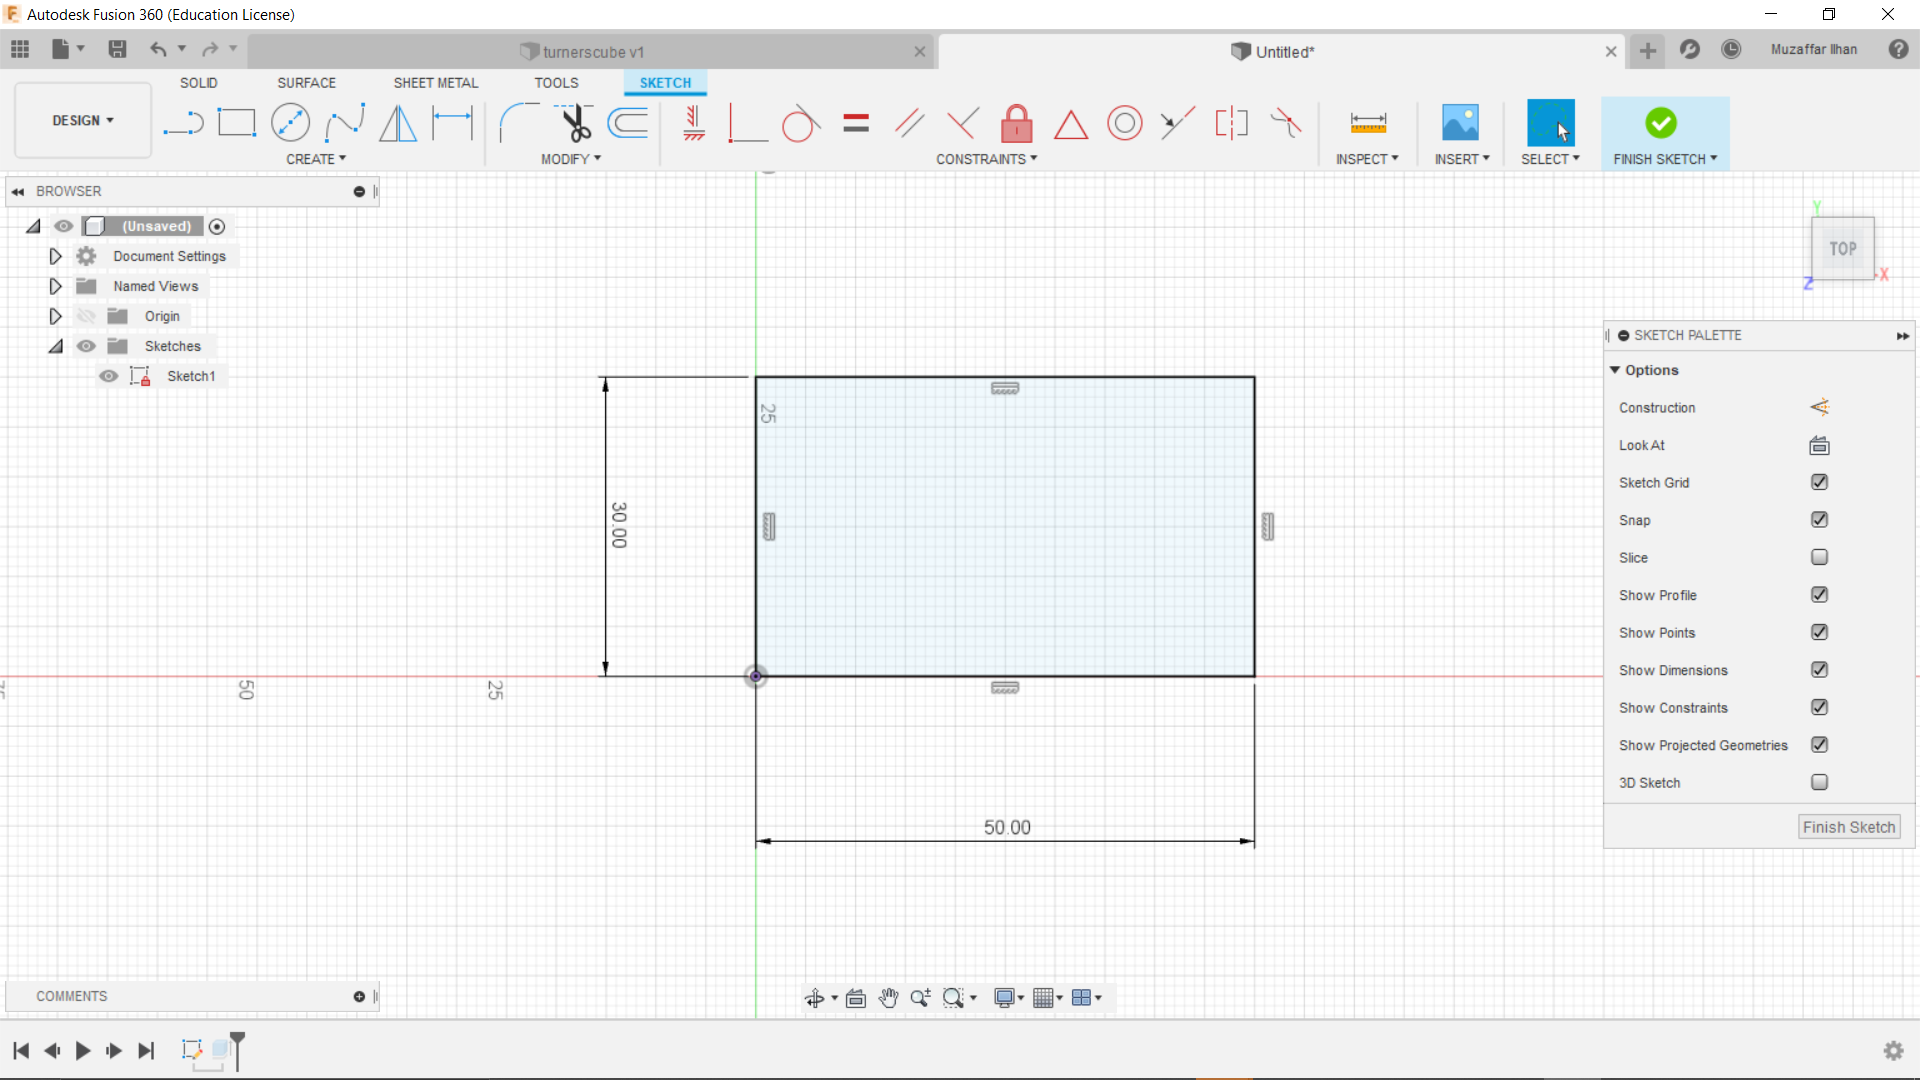 Autodesk Fusion 360 (Education License)
turnerscube v1
Untitled*
Muzaffar Ilhan
SOLID
SURFACE
SHEET METAL
TOOLS
SKETCH
DESIGN
CREATE
MODIFY
CONSTRAINTS
INSPECT
INSERT
SELECT
FINISH SKETCH
BROWSER
(Unsaved)
Document Settings
Named Views
Origin
Sketches
Sketch1
Y
TOP
X
Z
SKETCH PALETTE
Options
Construction
Look At
Sketch Grid
Snap
Slice
Show Profile
Show Points
Show Dimensions
Show Constraints
Show Projected Geometries
3D Sketch
Finish Sketch
25
30.00
50
25
50.00
COMMENTS